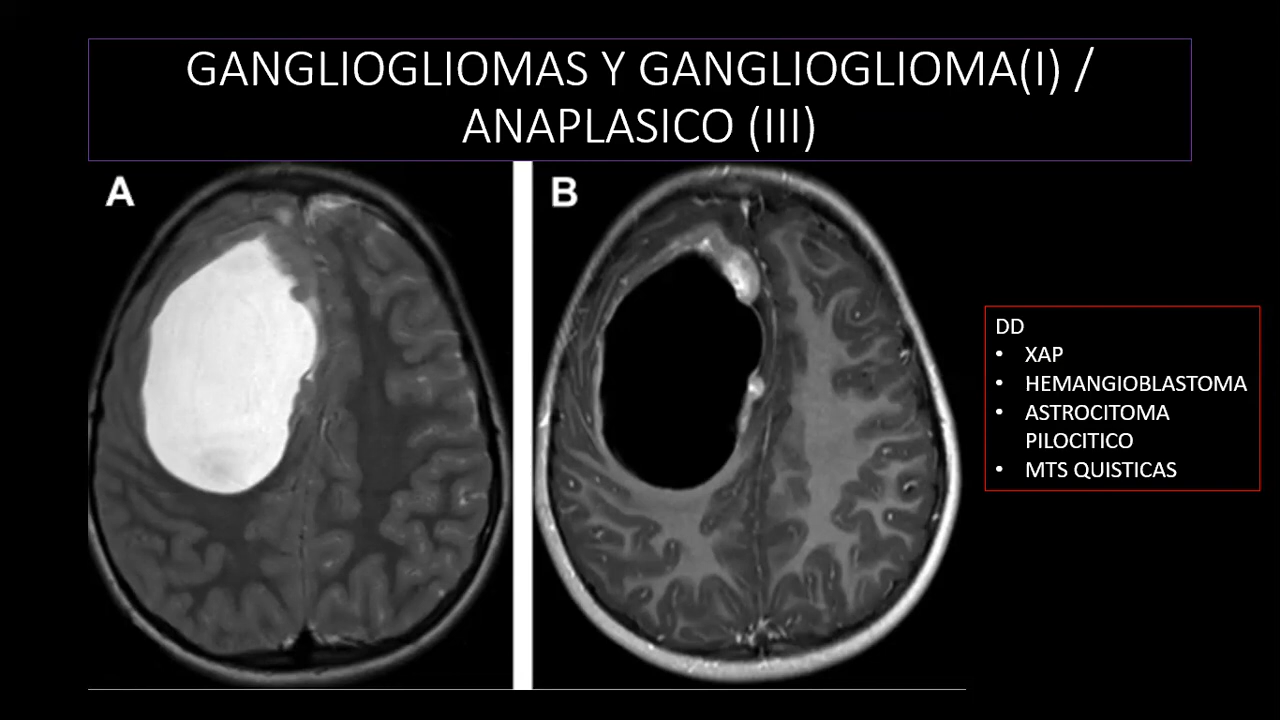 GANGLIOGLIOMAS Y GANGLIOGLIOMA(I) /
ANAPLASICO (III)
A
B
DD
• XAP
• HEMANGIOBLASTOMA
• ASTROCITOMA
PILOCITICO
• MTS QUISTICAS